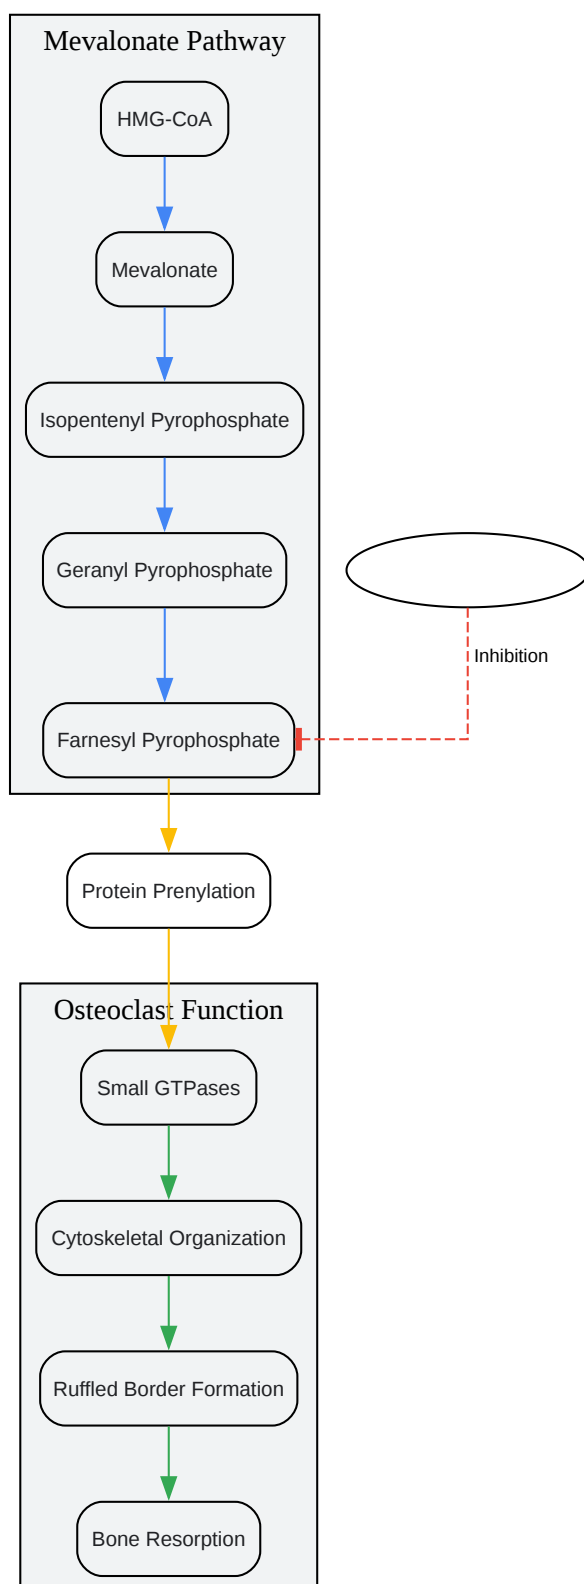 Mevalonate Pathway
HMG-CoA
Mevalonate
Isopentenyl Pyrophosphate
Geranyl Pyrophosphate
Inhibition
Farnesyl Pyrophosphate
Protein Prenylation
Osteoclast Function
Small GTPases
Cytoskeletal Organization
Ruffled Border Formation
Bone Resorption